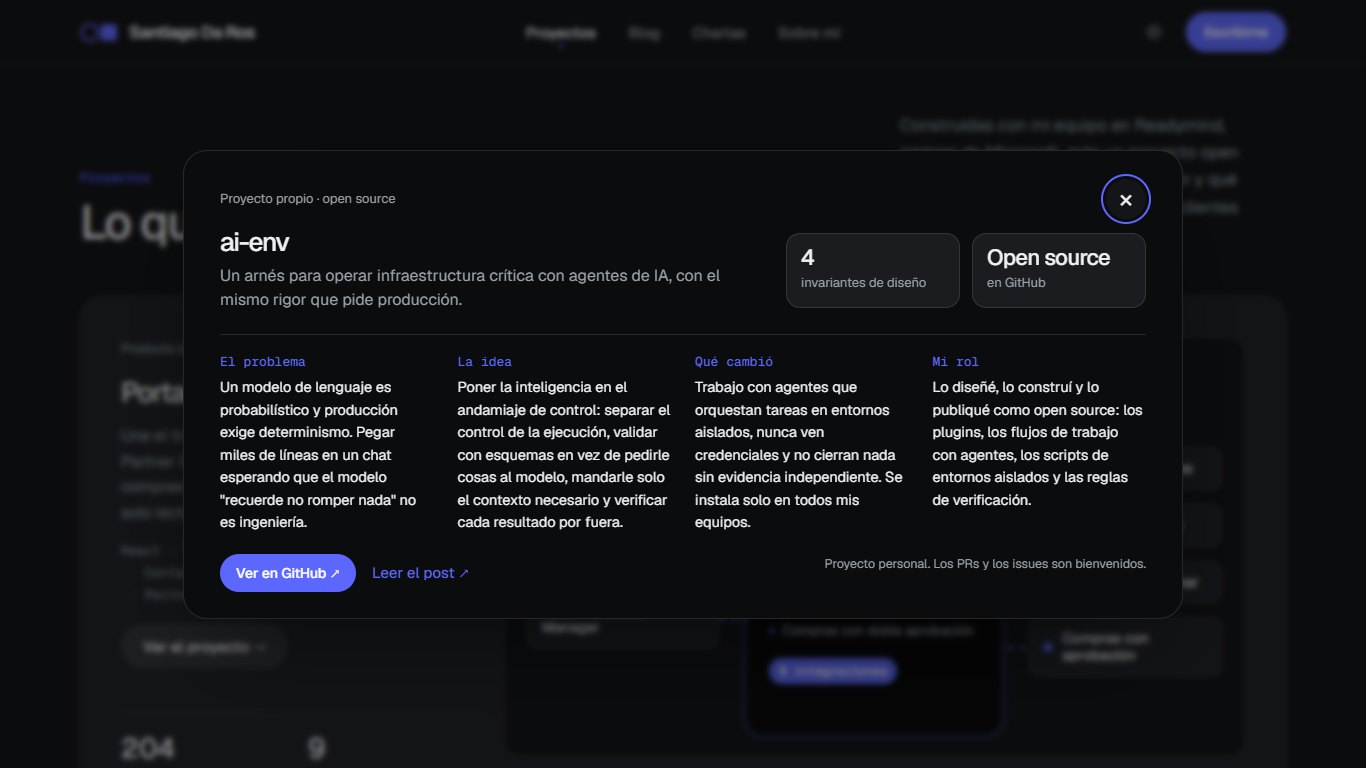 Santiago Da Ros
Proyectos
Blog
Charlas
Sobre mí
Escribime
Construidas con mi equipo en Readymind,
Proyectos
Lo qu
Proyecto propio · open source
×
ai-env
Un arnés para operar infraestructura crítica con agentes de IA, con el
mismo rigor que pide producción.
4
invariantes de diseño
Open source
en GitHub
El problema
Un modelo de lenguaje es
probabilístico y producción
exige determinismo. Pegar
miles de líneas en un chat
esperando que el modelo
"recuerde no romper nada" no
es ingeniería.
La idea
Poner la inteligencia en el
andamiaje de control: separar el
control de la ejecución, validar
con esquemas en vez de pedirle
cosas al modelo, mandarle solo
el contexto necesario y verificar
cada resultado por fuera.
Qué cambió
Trabajo con agentes que
orquestan tareas en entornos
aislados, nunca ven
credenciales y no cierran nada
sin evidencia independiente. Se
instala solo en todos mis
equipos.
Mi rol
Lo diseñé, lo construí y lo
publiqué como open source: los
plugins, los flujos de trabajo
con agentes, los scripts de
entornos aislados y las reglas
de verificación.
Ver en GitHub ↗
Leer el post ↗
Proyecto personal. Los PRs y los issues son bienvenidos.
Porta
Manager
Compras con doble aprobación
Compras con
aprobación
Ver el proyecto
204
9